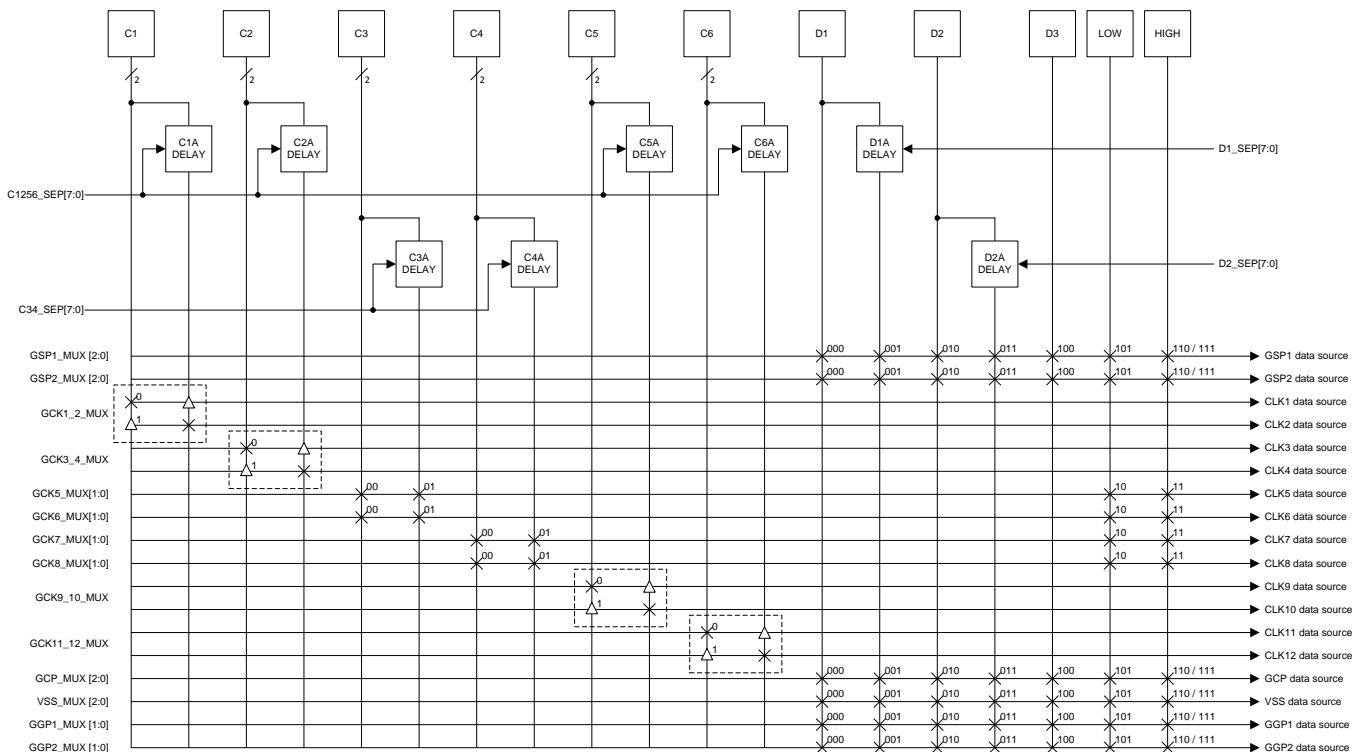 C1 C2 C3 C4 C5 C6 D1 D2 D3 LOW HIGH
2 2 2 2 2 2
C1A DELAY
C2A DELAY
C5A DELAY
C6A DELAY
D1A DELAY
D1_SEP[7:0]
C1256_SEP[7:0]
C3A DELAY
C4A DELAY
D2A DELAY
D2_SEP[7:0]
C34_SEP[7:0]
GSP1_MUX [2:0] 000 001 010 011 100 101 110 / 111 GSP1 data source
GSP2_MUX [2:0] 000 001 010 011 100 101 110 / 111 GSP2 data source
GCK1_2_MUX
0 CLK1 data source
1 CLK2 data source
GCK3_4_MUX
0 CLK3 data source
1 CLK4 data source
GCK5_MUX[1:0] 00 01 10 11 CLK5 data source
GCK6_MUX[1:0] 00 01 10 11 CLK6 data source
GCK7_MUX[1:0] 00 01 10 11 CLK7 data source
GCK8_MUX[1:0] 00 01 10 11 CLK8 data source
GCK9_10_MUX
0 CLK9 data source
1 CLK10 data source
GCK11_12_MUX
0 CLK11 data source
1 CLK12 data source
GCP_MUX [2:0] 000 001 010 011 100 101 110 / 111 GCP data source
VSS_MUX [2:0] 000 001 010 011 100 101 110 / 111 VSS data source
GGP1_MUX [1:0] 000 001 010 011 100 101 110 / 111 GGP1 data source
GGP2_MUX [1:0] 000 001 010 011 100 101 110 / 111 GGP2 data source